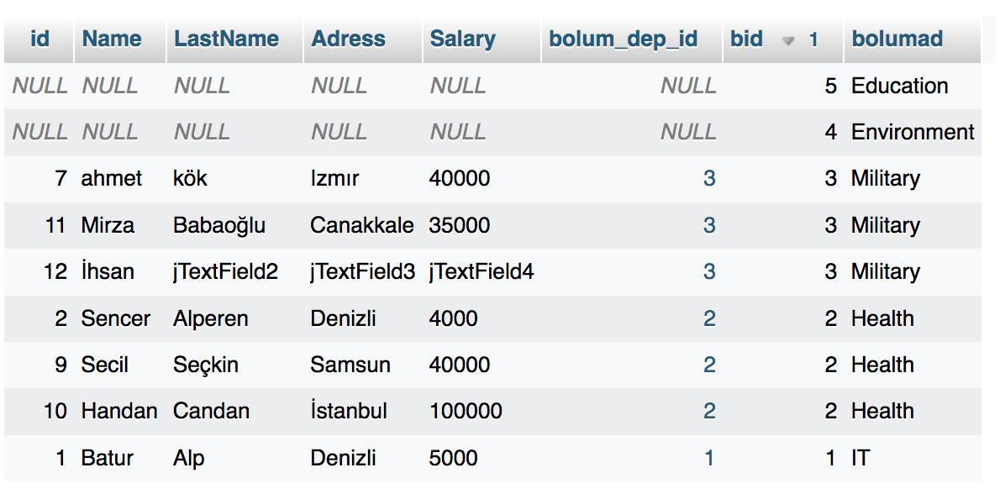 id Name LastName Adress Salary bolum_dep_id bid 1 bolumad
NULL NULL NULL NULL NULL NULL 5 Education
NULL NULL NULL NULL NULL NULL 4 Environment
7 ahmet kök Izmır 40000 3 3 Military
11 Mirza Babaoğlu Canakkale 35000 3 3 Military
12 İhsan jTextField2 jTextField3 jTextField4 3 3 Military
2 Sencer Alperen Denizli 4000 2 2 Health
9 Secil Seçkin Samsun 40000 2 2 Health
10 Handan Candan İstanbul 100000 2 2 Health
1 Batur Alp Denizli 5000 1 1 IT